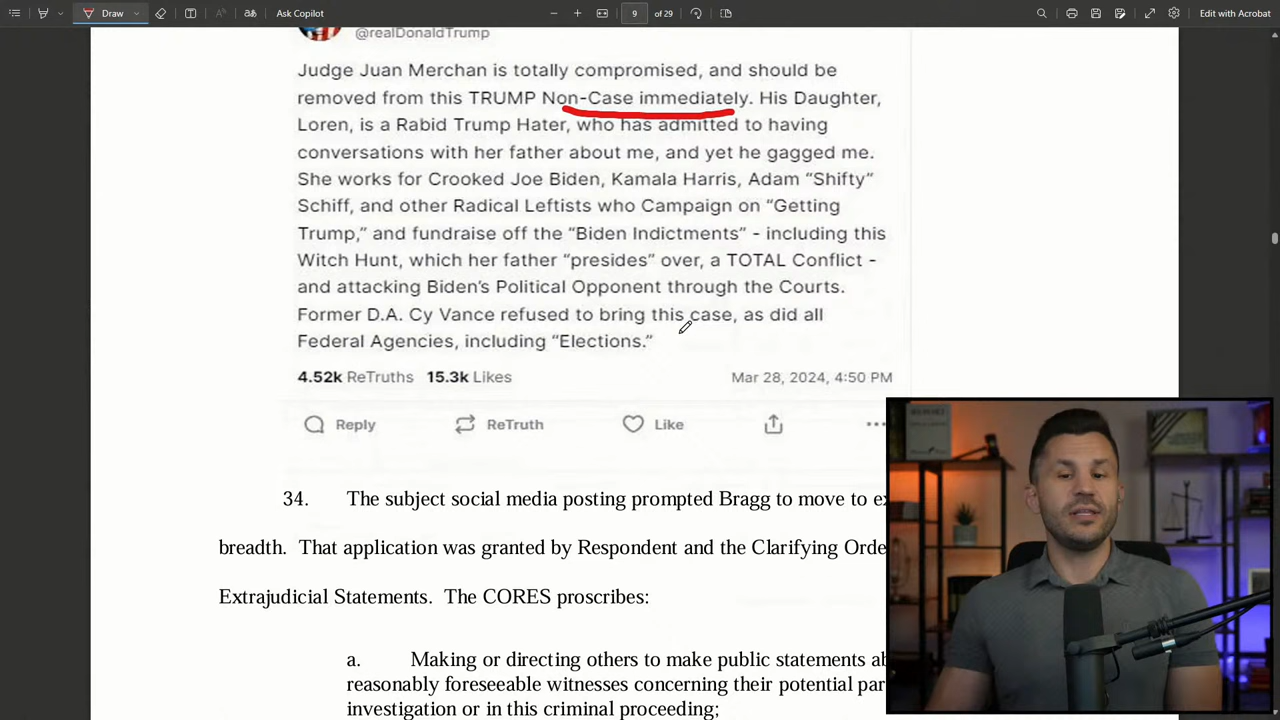 Draw
Ask Copilot
9 of 29
Edit with Acrobat
@realDonaldTrump
Judge Juan Merchan is totally compromised, and should be
removed from this TRUMP Non-Case immediately. His Daughter,
Loren, is a Rabid Trump Hater, who has admitted to having
conversations with her father about me, and yet he gagged me.
She works for Crooked Joe Biden, Kamala Harris, Adam “Shifty”
Schiff, and other Radical Leftists who Campaign on “Getting
Trump,” and fundraise off the “Biden Indictments” - including this
Witch Hunt, which her father “presides” over, a TOTAL Conflict -
and attacking Biden’s Political Opponent through the Courts.
Former D.A. Cy Vance refused to bring this case, as did all
Federal Agencies, including “Elections.”
4.52k ReTruths 15.3k Likes Mar 28, 2024, 4:50 PM
Reply ReTruth Like
34. The subject social media posting prompted Bragg to move to
breadth. That application was granted by Respondent and the Clarifying
Extrajudicial Statements. The CORES proscribes:
a. Making or directing others to make public statements
reasonably foreseeable witnesses concerning their potential
investigation or in this criminal proceeding;